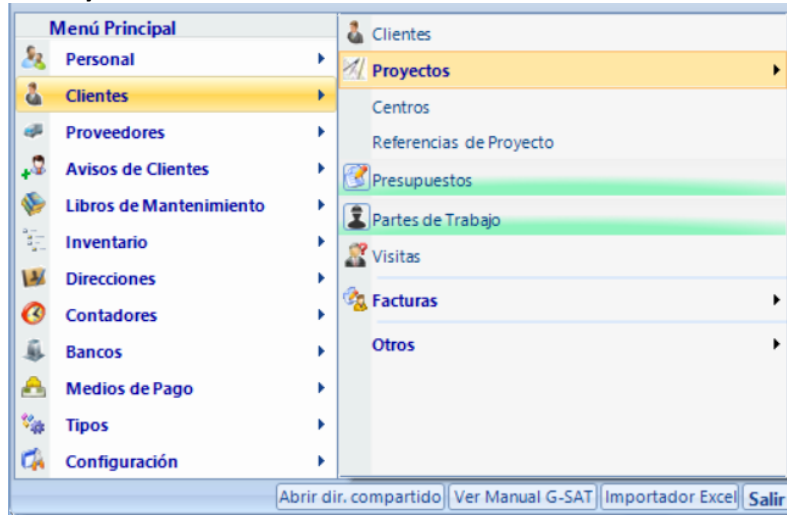 Menú Principal
Personal
Clientes
Proveedores
Avisos de Clientes
Libros de Mantenimiento
Inventario
Direcciones
Contadores
Bancos
Medios de Pago
Tipos
Configuración
Clientes
Proyectos
Centros
Referencias de Proyecto
Presupuestos
Partes de Trabajo
Visitas
Facturas
Otros
Abrir dir. compartido Ver Manual G-SAT Importador Excel Salir